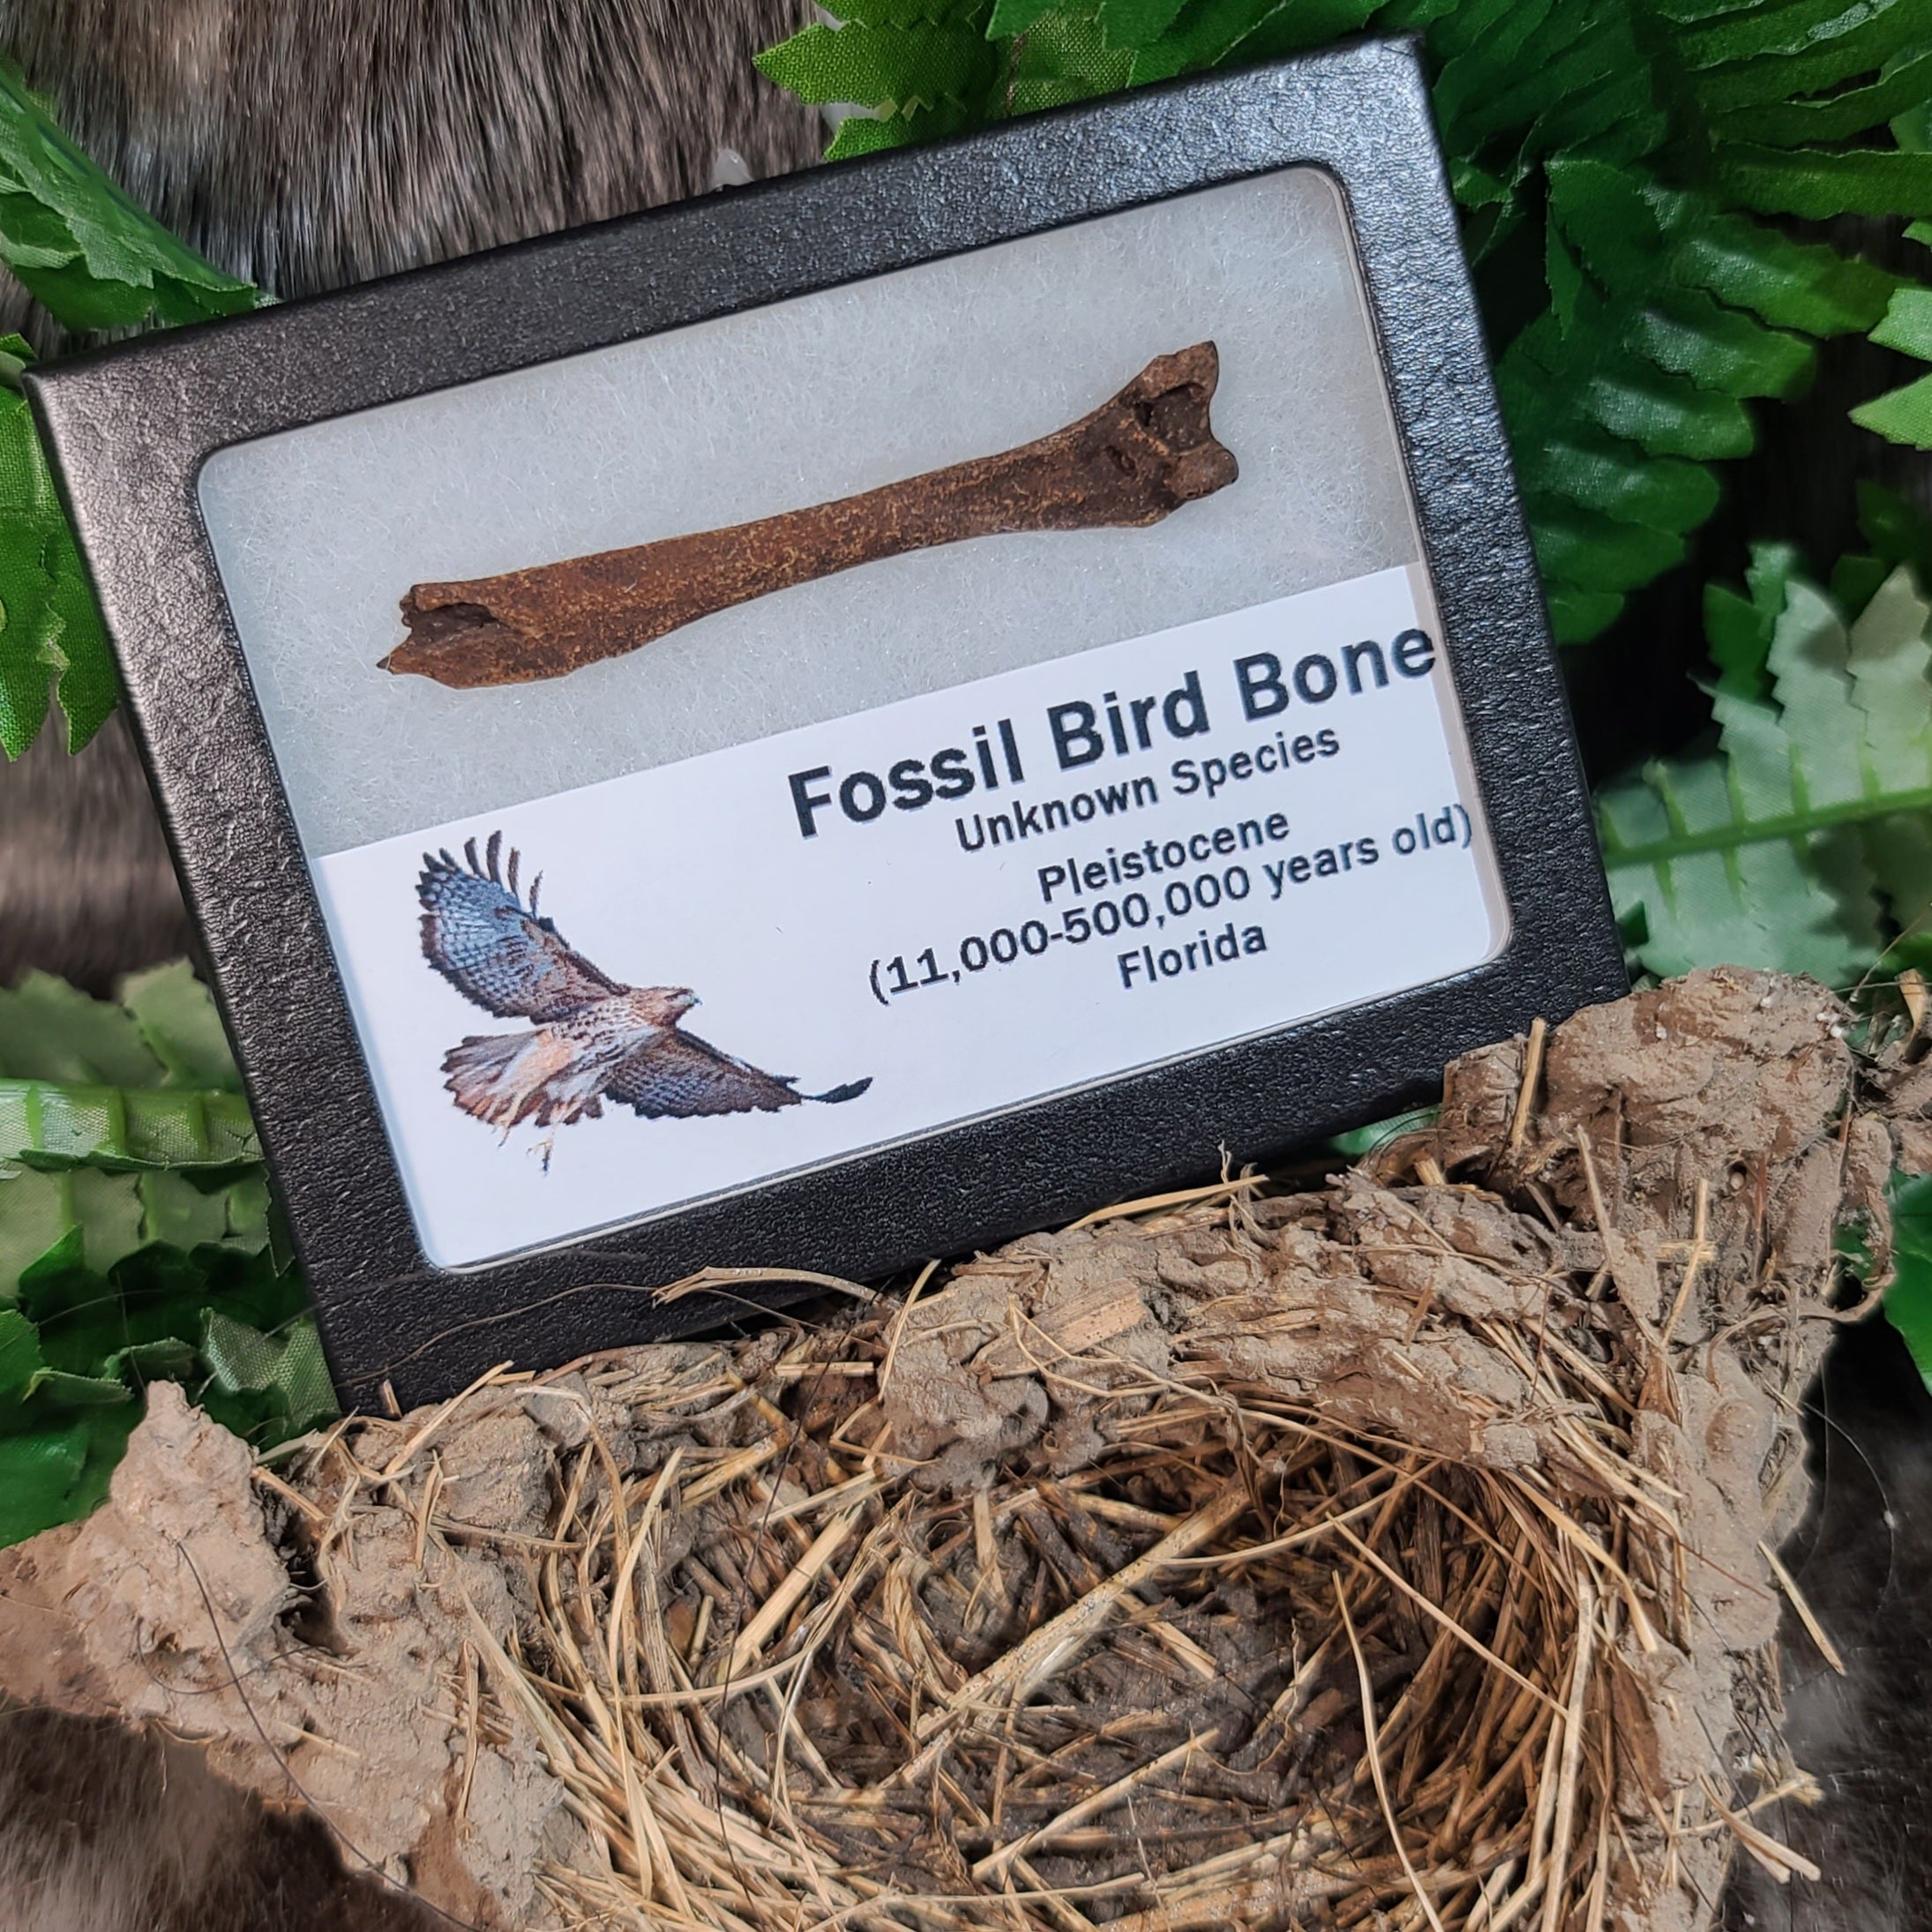 Fossil Bird Bone
Unknown Species
Pleistocene
(11,000-500,000 years old)
Florida